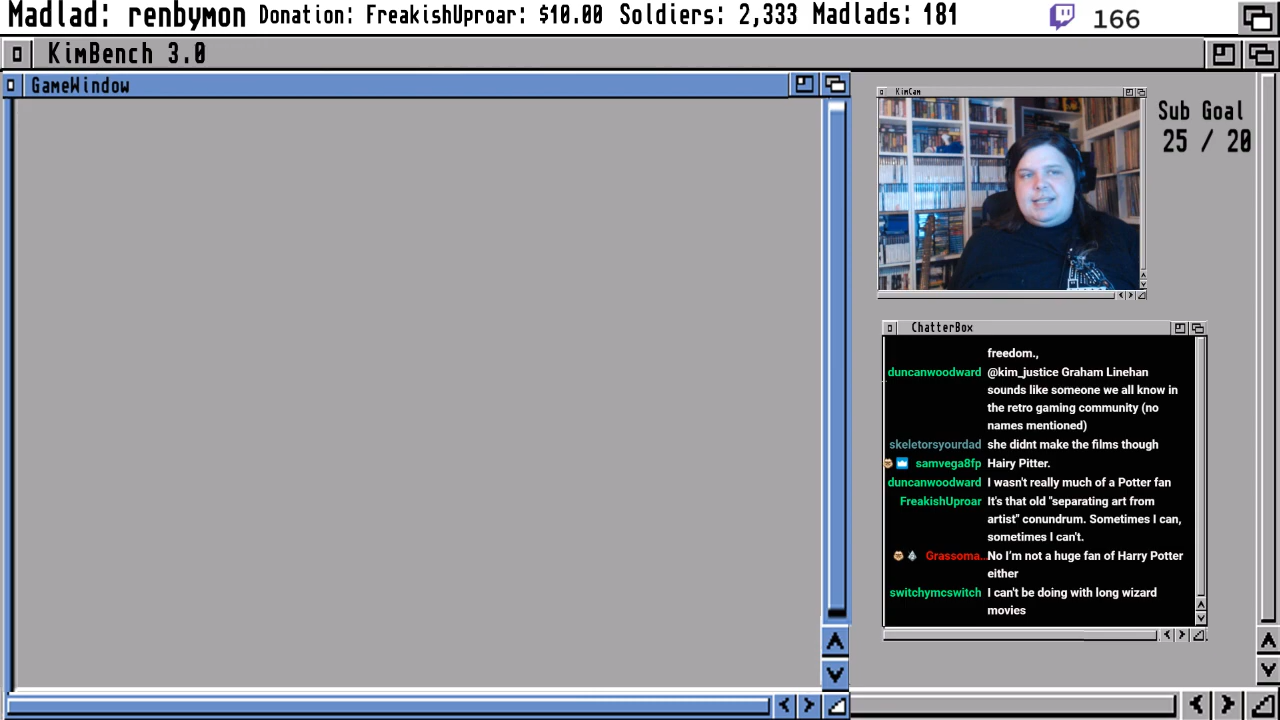 Madlad: renbymon Donation: FreakishUproar: $10.00 Soldiers: 2,333 Madlads: 181 166
KimBench 3.0
GameWindow
KimCam
Sub Goal
25 / 20
ChatterBox
freedom.,
duncanwoodward @kim_justice Graham Linehan
sounds like someone we all know in
the retro gaming community (no
names mentioned)
skeletorsyourdad she didnt make the films though
samvega8fp Hairy Pitter.
duncanwoodward I wasn't really much of a Potter fan
FreakishUproar It's that old "separating art from
artist" conundrum. Sometimes I can,
sometimes I can't.
Grassoma... No I'm not a huge fan of Harry Potter
either
switchymcswitch I can't be doing with long wizard
movies